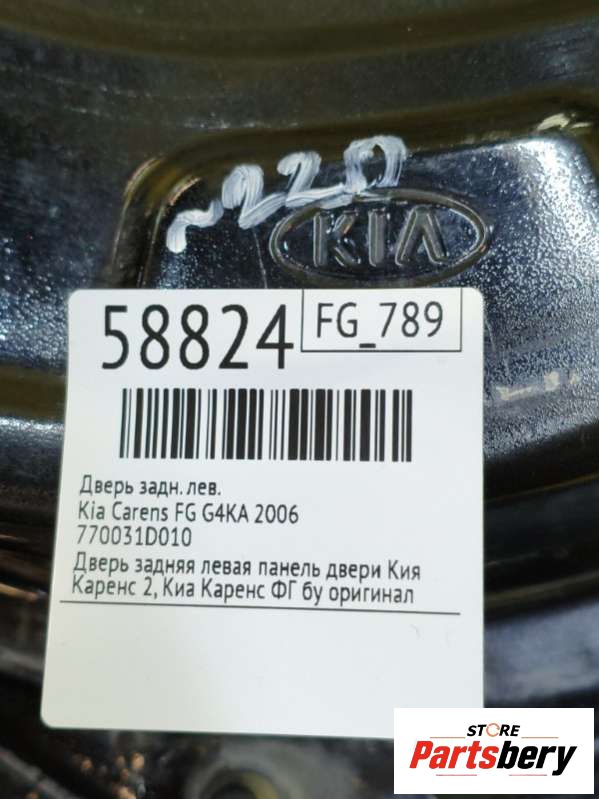 ~220
KIA
58824
FG_789
Дверь задн. лев.
Kia Carens FG G4KA 2006
770031D010
Дверь задняя левая панель двери Кия
Каренс 2, Киа Каренс ФГ бу оригинал
STORE
Partsbery